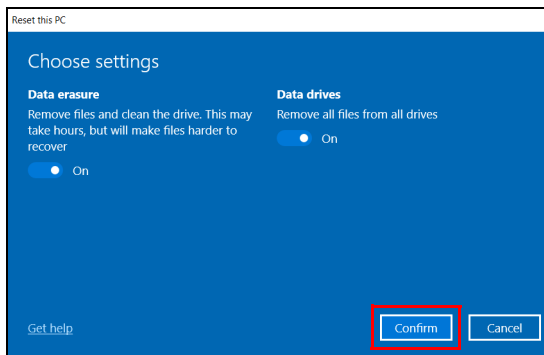 Reset this PC
Choose settings
Data erasure
Remove files and clean the drive. This may
take hours, but will make files harder to
recover
On
Data drives
Remove all files from all drives
On
Get help
Confirm
Cancel